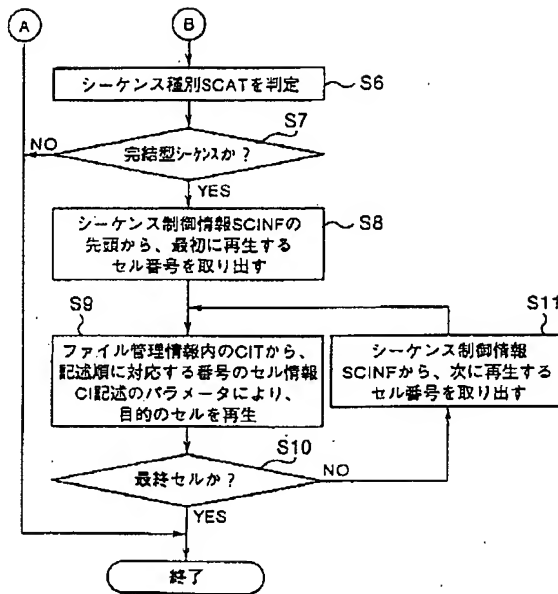 A
B
シーケンス種別SCATを判定
S6
S7
NO
完結型シーケンスか?
YES
シーケンス制御情報SCINFの
先頭から、最初に再生する
セル番号を取り出す
S8
S9
ファイル管理情報内のCITから、
記述順に対応する番号のセル情報
CI記述のパラメータにより、
目的のセルを再生
S11
シーケンス制御情報
SCINFから、次に再生する
セル番号を取り出す
S10
最終セルか?
NO
YES
終了